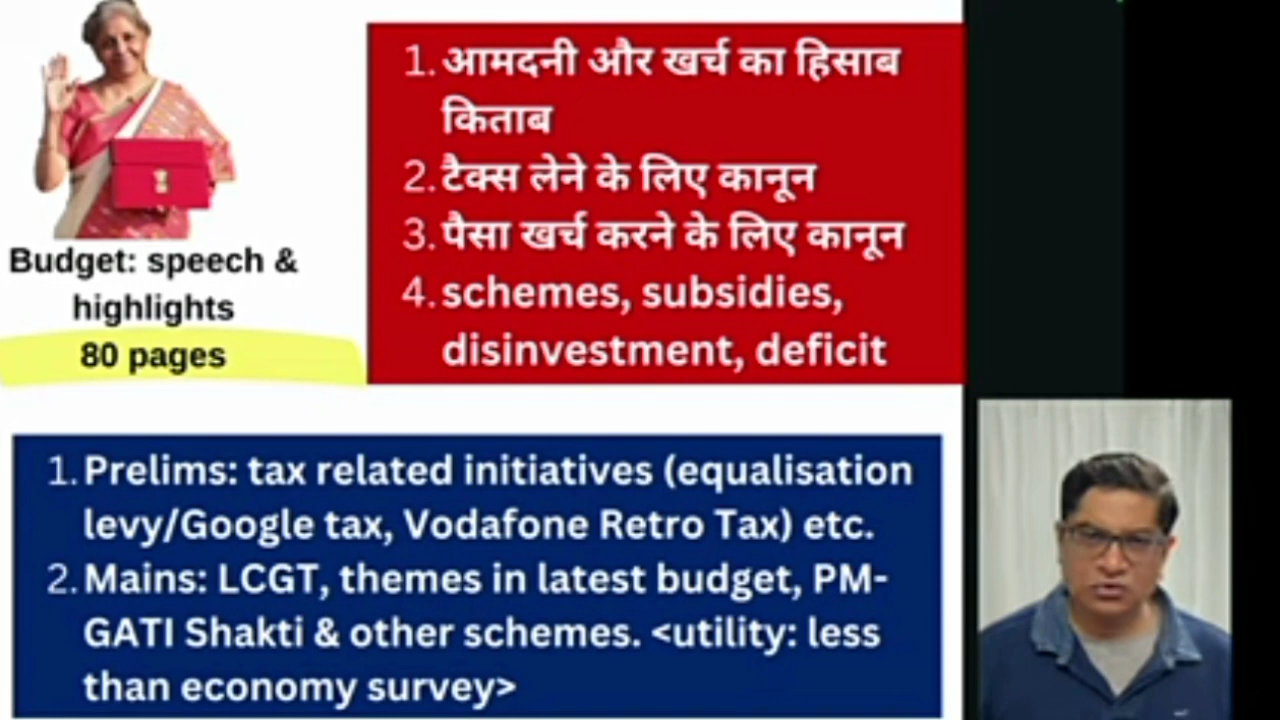 Budget: speech &
highlights
80 pages
1. आमदनी और खर्च का हिसाब
किताब
2. टैक्स लेने के लिए कानून
3. पैसा खर्च करने के लिए कानून
4. schemes, subsidies,
disinvestment, deficit
1. Prelims: tax related initiatives (equalisation
levy/Google tax, Vodafone Retro Tax) etc.
2. Mains: LCGT, themes in latest budget, PM-
GATI Shakti & other schemes. <utility: less
than economy survey>